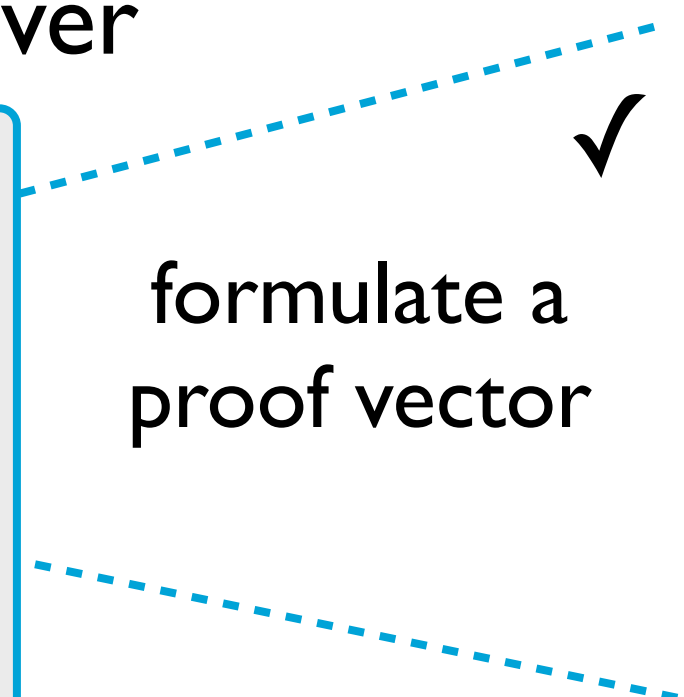 ver
✓
formulate a
proof vector